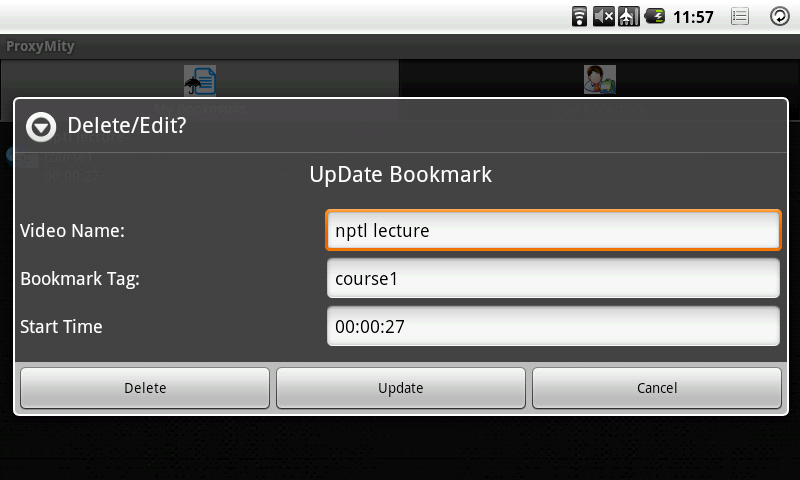 11:57
ProxyMity
Delete/Edit?
UpDate Bookmark
Video Name:
nptl lecture
Bookmark Tag:
course1
Start Time
00:00:27
Delete
Update
Cancel